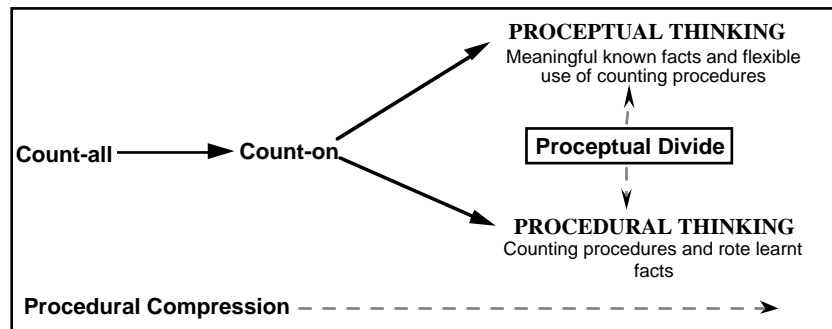 PROCEPTUAL THINKING
Meaningful known facts and flexible
use of counting procedures
Count-all
Count-on
Proceptual Divide
PROCEDURAL THINKING
Counting procedures and rote learnt
facts
Procedural Compression